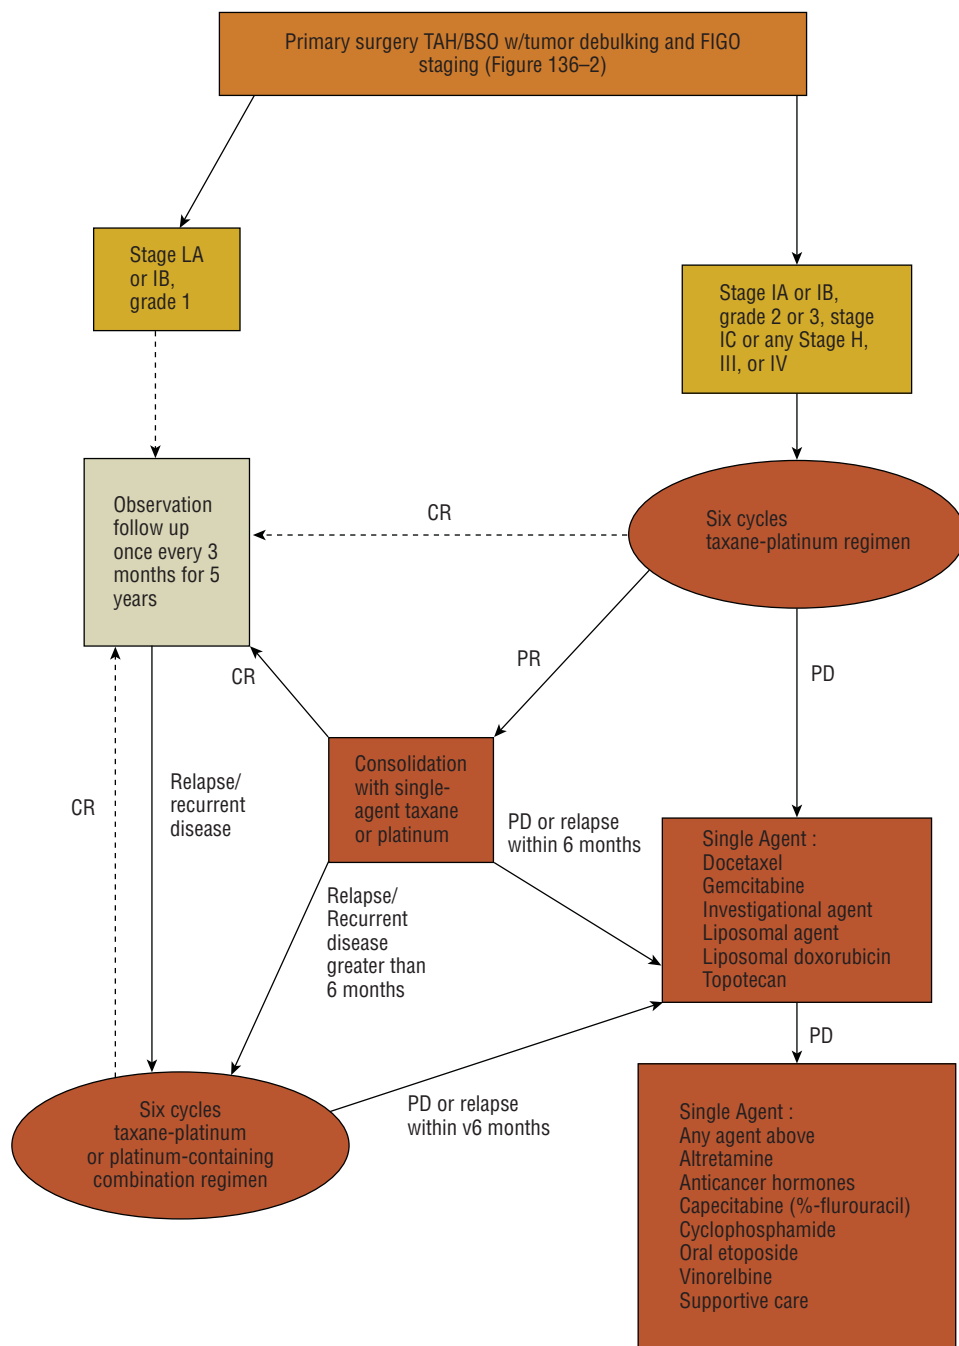 Primary surgery TAH/BSO w/tumor debulking and FIGO
staging (Figure 136–2)
Stage LA
or IB,
grade 1
Stage IA or IB,
grade 2 or 3, stage
IC or any Stage H,
III, or IV
Observation
follow up
once every 3
months for 5
years
CR
Six cycles
taxane-platinum regimen
PR
PD
CR
Consolidation
with single-
agent taxane
or platinum
CR
Relapse/
recurrent
disease
PD or relapse
within 6 months
Single Agent :
Docetaxel
Gemcitabine
Investigational agent
Liposomal agent
Liposomal doxorubicin
Topotecan
Relapse/
Recurrent
disease
greater than
6 months
PD
Six cycles
taxane-platinum
or platinum-containing
combination regimen
PD or relapse
within v6 months
Single Agent :
Any agent above
Altretamine
Anticancer hormones
Capecitabine (%-flurouracil)
Cyclophosphamide
Oral etoposide
Vinorelbine
Supportive care